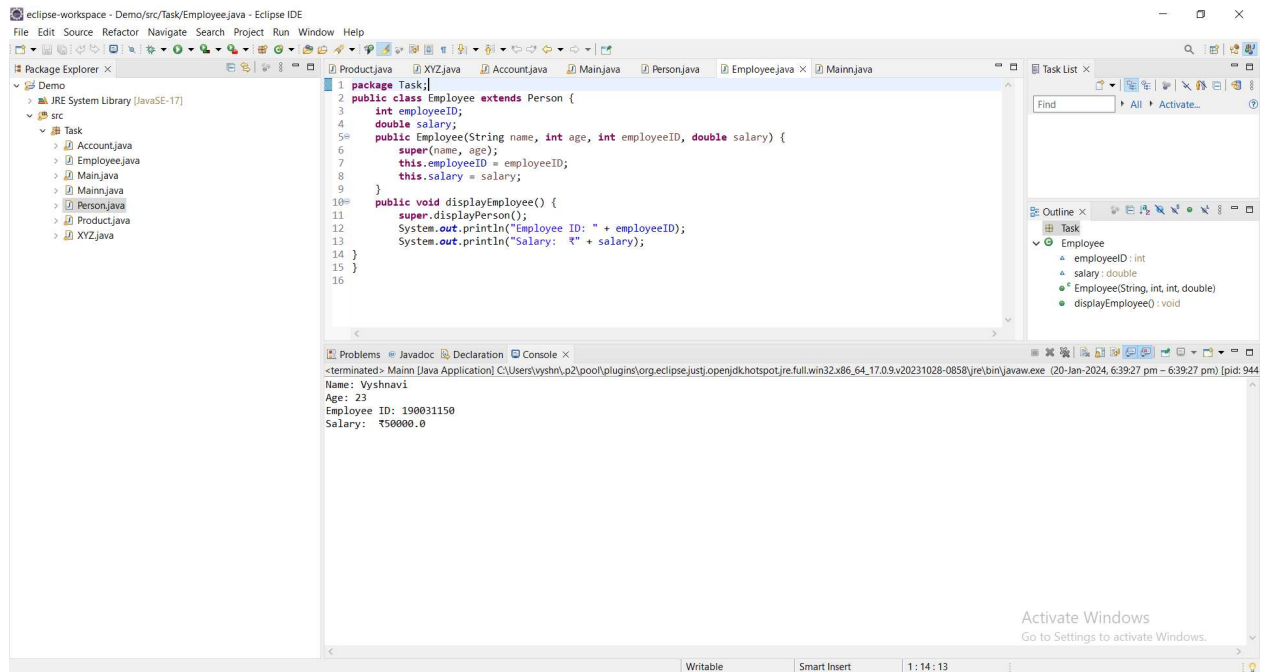 eclipse-workspace - Demo/src/Task/Employee.java - Eclipse IDE
File Edit Source Refactor Navigate Search Project Run Window Help
Package Explorer
Demo
JRE System Library [JavaSE-17]
src
Task
Account.java
Employee.java
Main.java
Mainn.java
Person.java
Product.java
XYZ.java
Product.java XYZ.java Account.java Main.java Person.java Employee.java Mainn.java
1 package Task;
2 public class Employee extends Person {
3 int employeeID;
4 double salary;
5 public Employee(String name, int age, int employeeID, double salary) {
6 super(name, age);
7 this.employeeID = employeeID;
8 this.salary = salary;
9 }
10 public void displayEmployee() {
11 super.displayPerson();
12 System.out.println("Employee ID: " + employeeID);
13 System.out.println("Salary: ₹" + salary);
14 }
15 }
16
Task List
Find All Activate...
Outline
Task
Employee
employeeID : int
salary : double
Employee(String, int, int, double)
displayEmployee() : void
Problems Javadoc Declaration Console
<terminated> Mainn [Java Application] C:\Users\vyshn\.p2\pool\plugins\org.eclipse.justj.openjdk.hotspot.jre.full.win32.x86_64_17.0.9.v20231028-0858\jre\bin\javaw.exe (20-Jan-2024, 6:39:27 pm – 6:39:27 pm) [pid: 944
Name: Vyshnavi
Age: 23
Employee ID: 190031150
Salary: ₹50000.0
Activate Windows
Go to Settings to activate Windows.
Writable Smart Insert 1 : 14 : 13